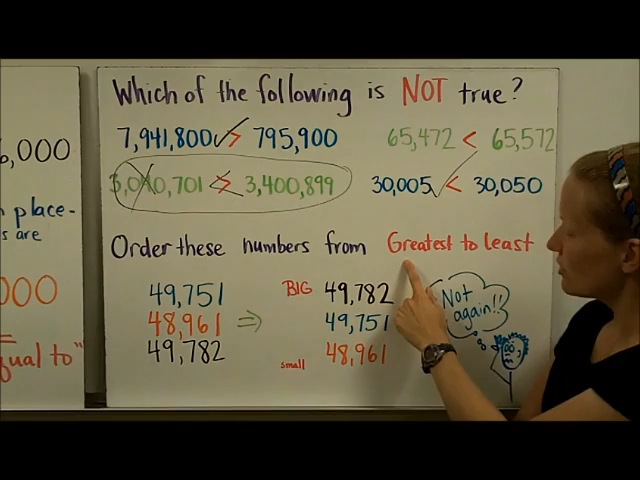 Which of the following is NOT true?
7,941,800 > 795,900
65,472 < 65,572
3,040,701 > 3,400,899
30,005 < 30,050
Order these numbers from Greatest to least
49,751
48,961
49,782
⇒
BIG 49,782
49,751
small 48,961
Not
again!!
,000
place-
s are
000
qual to"